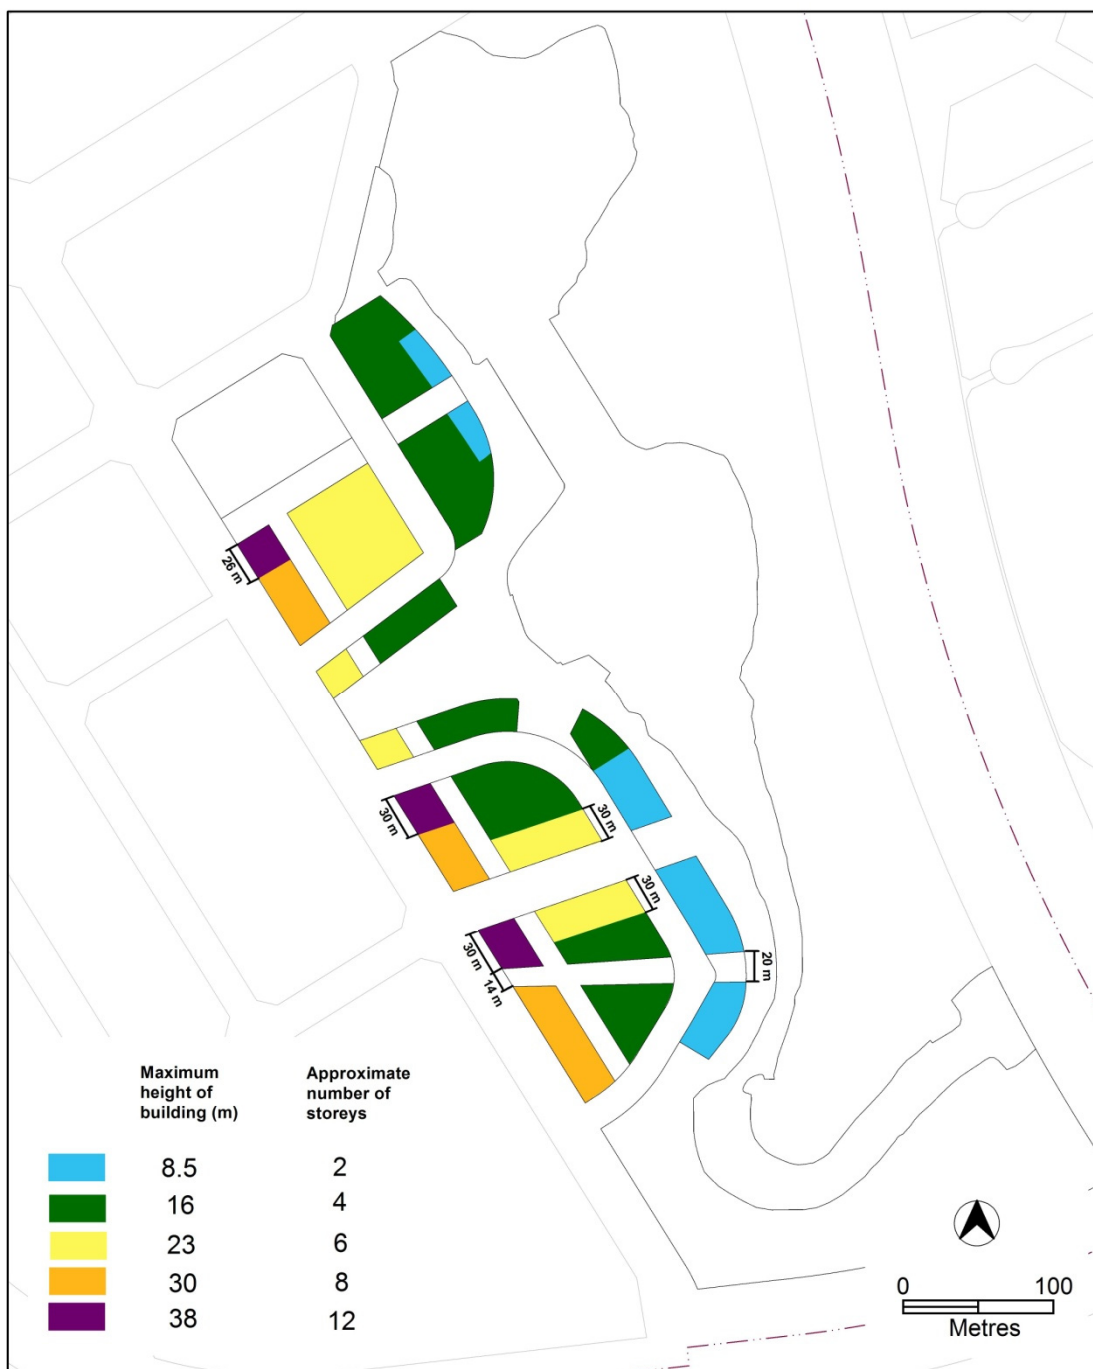 26 m
30 m
30 m
30 m
30 m
14 m
20 m
Maximum
height of
building (m)
Approximate
number of
storeys
8.5 2
16 4
23 6
30 8
38 12
0 100
Metres